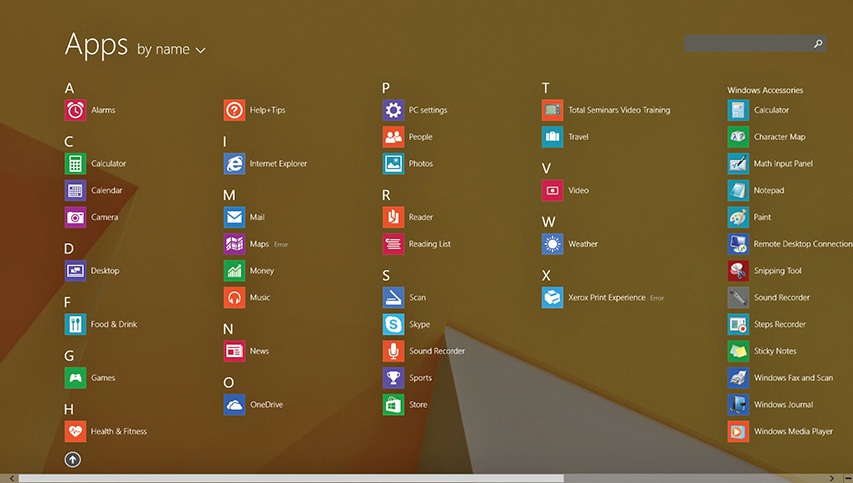 Apps by name
A
Alarms
C
Calculator
Calendar
Camera
D
Desktop
F
Food & Drink
G
Games
H
Health & Fitness
Help+Tips
I
Internet Explorer
M
Mail
Maps Error
Money
Music
N
News
O
OneDrive
P
PC settings
People
Photos
R
Reader
Reading List
S
Scan
Skype
Sound Recorder
Sports
Store
T
Total Seminars Video Training
Travel
V
Video
W
Weather
X
Xerox Print Experience Error
Windows Accessories
Calculator
Character Map
Math Input Panel
Notepad
Paint
Remote Desktop Connection
Snipping Tool
Sound Recorder
Steps Recorder
Sticky Notes
Windows Fax and Scan
Windows Journal
Windows Media Player